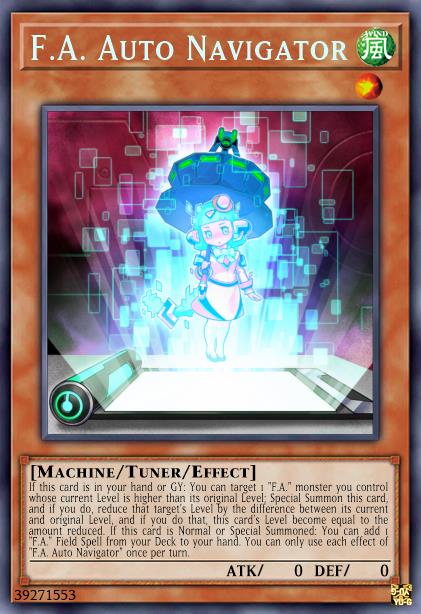 F.A. Auto Navigator
WIND
風
[Machine/Tuner/Effect]
If this card is in your hand or GY: You can target 1 "F.A." monster you control
whose current Level is higher than its original Level; Special Summon this card,
and if you do, reduce that target's Level by the difference between its current
and original Level, and if you do that, this card's Level become equal to the
amount reduced. If this card is Normal or Special Summoned: You can add 1
"F.A." Field Spell from your Deck to your hand. You can only use each effect of
"F.A. Auto Navigator" once per turn.
ATK/ 0 DEF/ 0
39271553